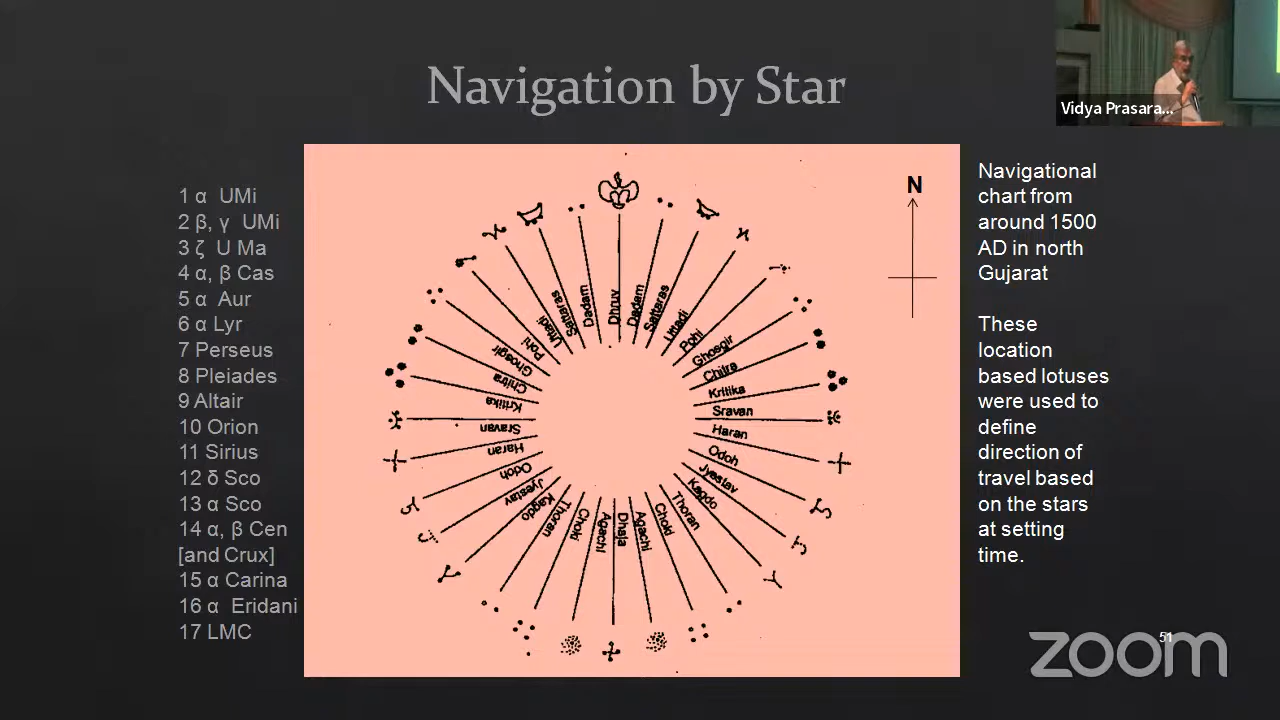 Navigation by Star
Vidya Prasara...
1 α UMi
2 β, γ UMi
3 ζ U Ma
4 α, β Cas
5 α Aur
6 α Lyr
7 Perseus
8 Pleiades
9 Altair
10 Orion
11 Sirius
12 δ Sco
13 α Sco
14 α, β Cen
[and Crux]
15 α Carina
16 α Eridani
17 LMC
Dhruv
Dadam
Sattaras
Uttadi
Pohi
Ghosgir
Chitra
Kritika
Sravan
Haran
Odoh
Jyestav
Kagdo
Thoran
Choki
Agachi
Dhata
Agachi
Choki
Thoran
Kagdo
Jyestav
Odoh
Haran
Sravan
Kritika
Chitra
Ghosgir
Pohi
Uttadi
Sattaras
Dadam
N
Navigational
chart from
around 1500
AD in north
Gujarat
These
location
based lotuses
were used to
define
direction of
travel based
on the stars
at setting
time.
51
zoom